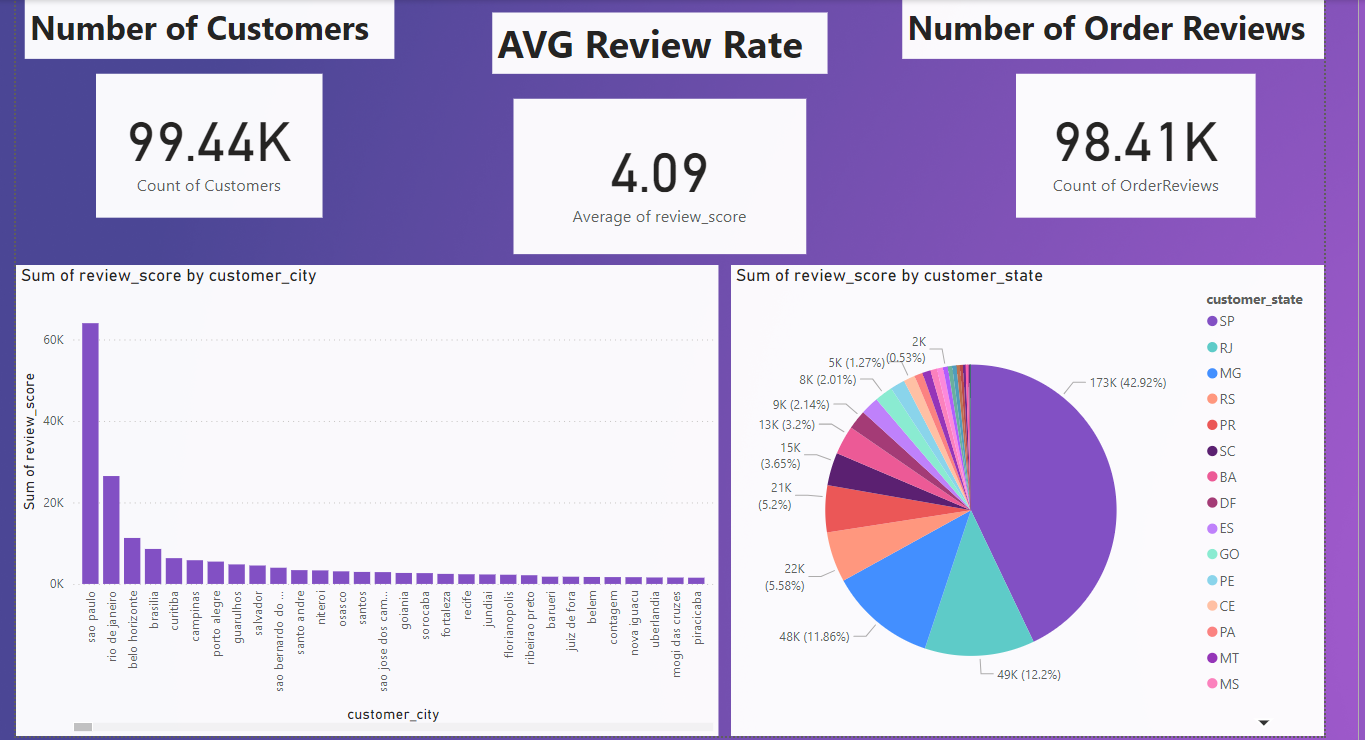 Number of Customers
AVG Review Rate
Number of Order Reviews
99.44K
Count of Customers
4.09
Average of review_score
98.41K
Count of OrderReviews
Sum of review_score by customer_city
60K
40K
20K
0K
Sum of review_score
sao paulo
rio de janeiro
belo horizonte
brasilia
curitiba
campinas
porto alegre
guarulhos
salvador
sao bernardo do ...
santo andre
niteroi
osasco
santos
sao jose dos cam...
goiania
sorocaba
fortaleza
recife
jundiai
florianopolis
ribeirao preto
barueri
juiz de fora
belem
contagem
nova iguacu
uberlandia
mogi das cruzes
piracicaba
customer_city
Sum of review_score by customer_state
2K
(0.53%)
5K (1.27%)
8K (2.01%)
9K (2.14%)
13K (3.2%)
15K
(3.65%)
21K
(5.2%)
22K
(5.58%)
48K (11.86%)
49K (12.2%)
173K (42.92%)
customer_state
SP
RJ
MG
RS
PR
SC
BA
DF
ES
GO
PE
CE
PA
MT
MS